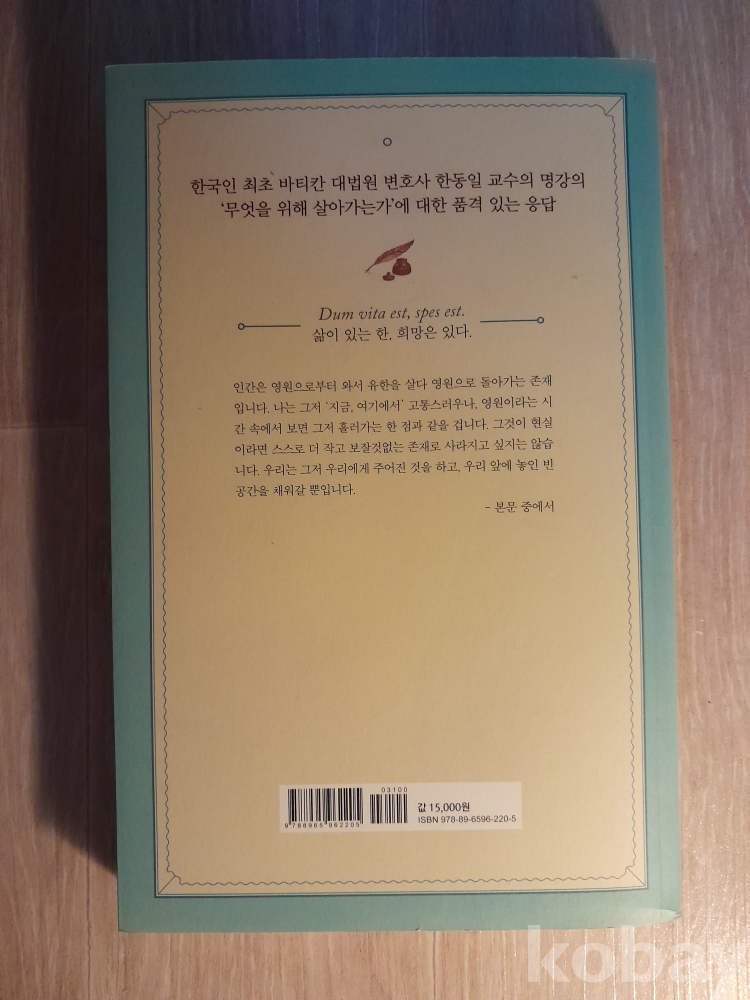 한국인 최초 바티칸 대법원 변호사 한동일 교수의 명강의
‘무엇을 위해 살아가는가’에 대한 품격 있는 응답
Dum vita est, spes est.
삶이 있는 한, 희망은 있다.
인간은 영원으로부터 와서 유한을 살다 영원으로 돌아가는 존재
입니다. 나는 그저 ‘지금, 여기에서’ 고통스러우나, 영원이라는 시
간 속에서 보면 그저 흘러가는 한 점과 같을 겁니다. 그것이 현실
이라면 스스로 더 작고 보잘것없는 존재로 사라지고 싶지는 않습
니다. 우리는 그저 우리에게 주어진 것을 하고, 우리 앞에 놓인 빈
공간을 채워갈 뿐입니다.
- 본문 중에서
03100
9788965962205
값 15,000원
ISBN 978-89-6596-220-5
kobay